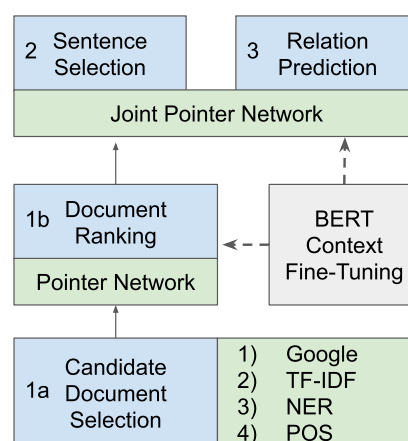 2 Sentence
Selection
3 Relation
Prediction
Joint Pointer Network
1b Document
Ranking
Pointer Network
BERT
Context
Fine-Tuning
1a Candidate
Document
Selection
1) Google
2) TF-IDF
3) NER
4) POS